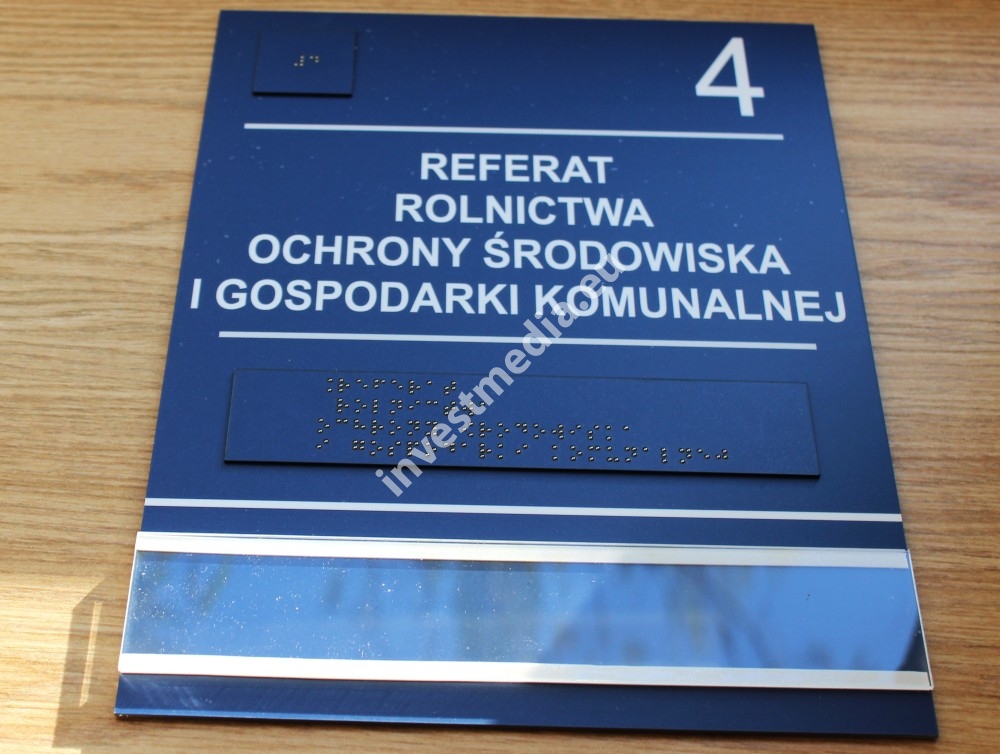 4
REFERAT
ROLNICTWA
OCHRONY ŚRODOWISKA
I GOSPODARKI KOMUNALNEJ
investmedia.eu